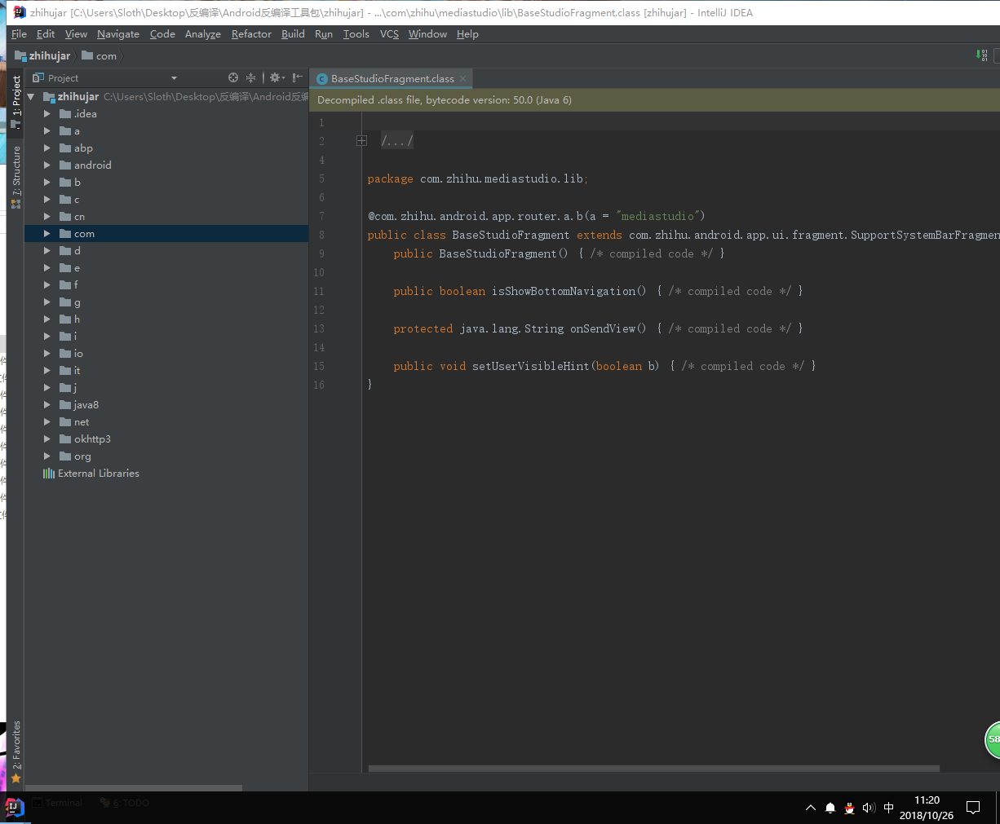 zhihujar [C:\Users\Sloth\Desktop\反编译\Android反编译工具包\zhihujar] - ...\com\zhihu\mediastudio\lib\BaseStudioFragment.class [zhihujar] - IntelliJ IDEA
File Edit View Navigate Code Analyze Refactor Build Run Tools VCS Window Help
zhihujar com
1: Project
7: Structure
2: Favorites
Project
zhihujar C:\Users\Sloth\Desktop\反编译\Android反编
.idea
a
abp
android
b
c
cn
com
d
e
f
g
h
i
io
it
j
java8
net
okhttp3
org
External Libraries
BaseStudioFragment.class
Decompiled .class file, bytecode version: 50.0 (Java 6)
1
2 /.../
4
5 package com.zhihu.mediastudio.lib;
6
7 @com.zhihu.android.app.router.a.b(a = "mediastudio")
8 public class BaseStudioFragment extends com.zhihu.android.app.ui.fragment.SupportSystemBarFragmen
9 public BaseStudioFragment() { /* compiled code */ }
10
11 public boolean isShowBottomNavigation() { /* compiled code */ }
12
13 protected java.lang.String onSendView() { /* compiled code */ }
14
15 public void setUserVisibleHint(boolean b) { /* compiled code */ }
16 }
58
Terminal 6: TODO
中
11:20
2018/10/26